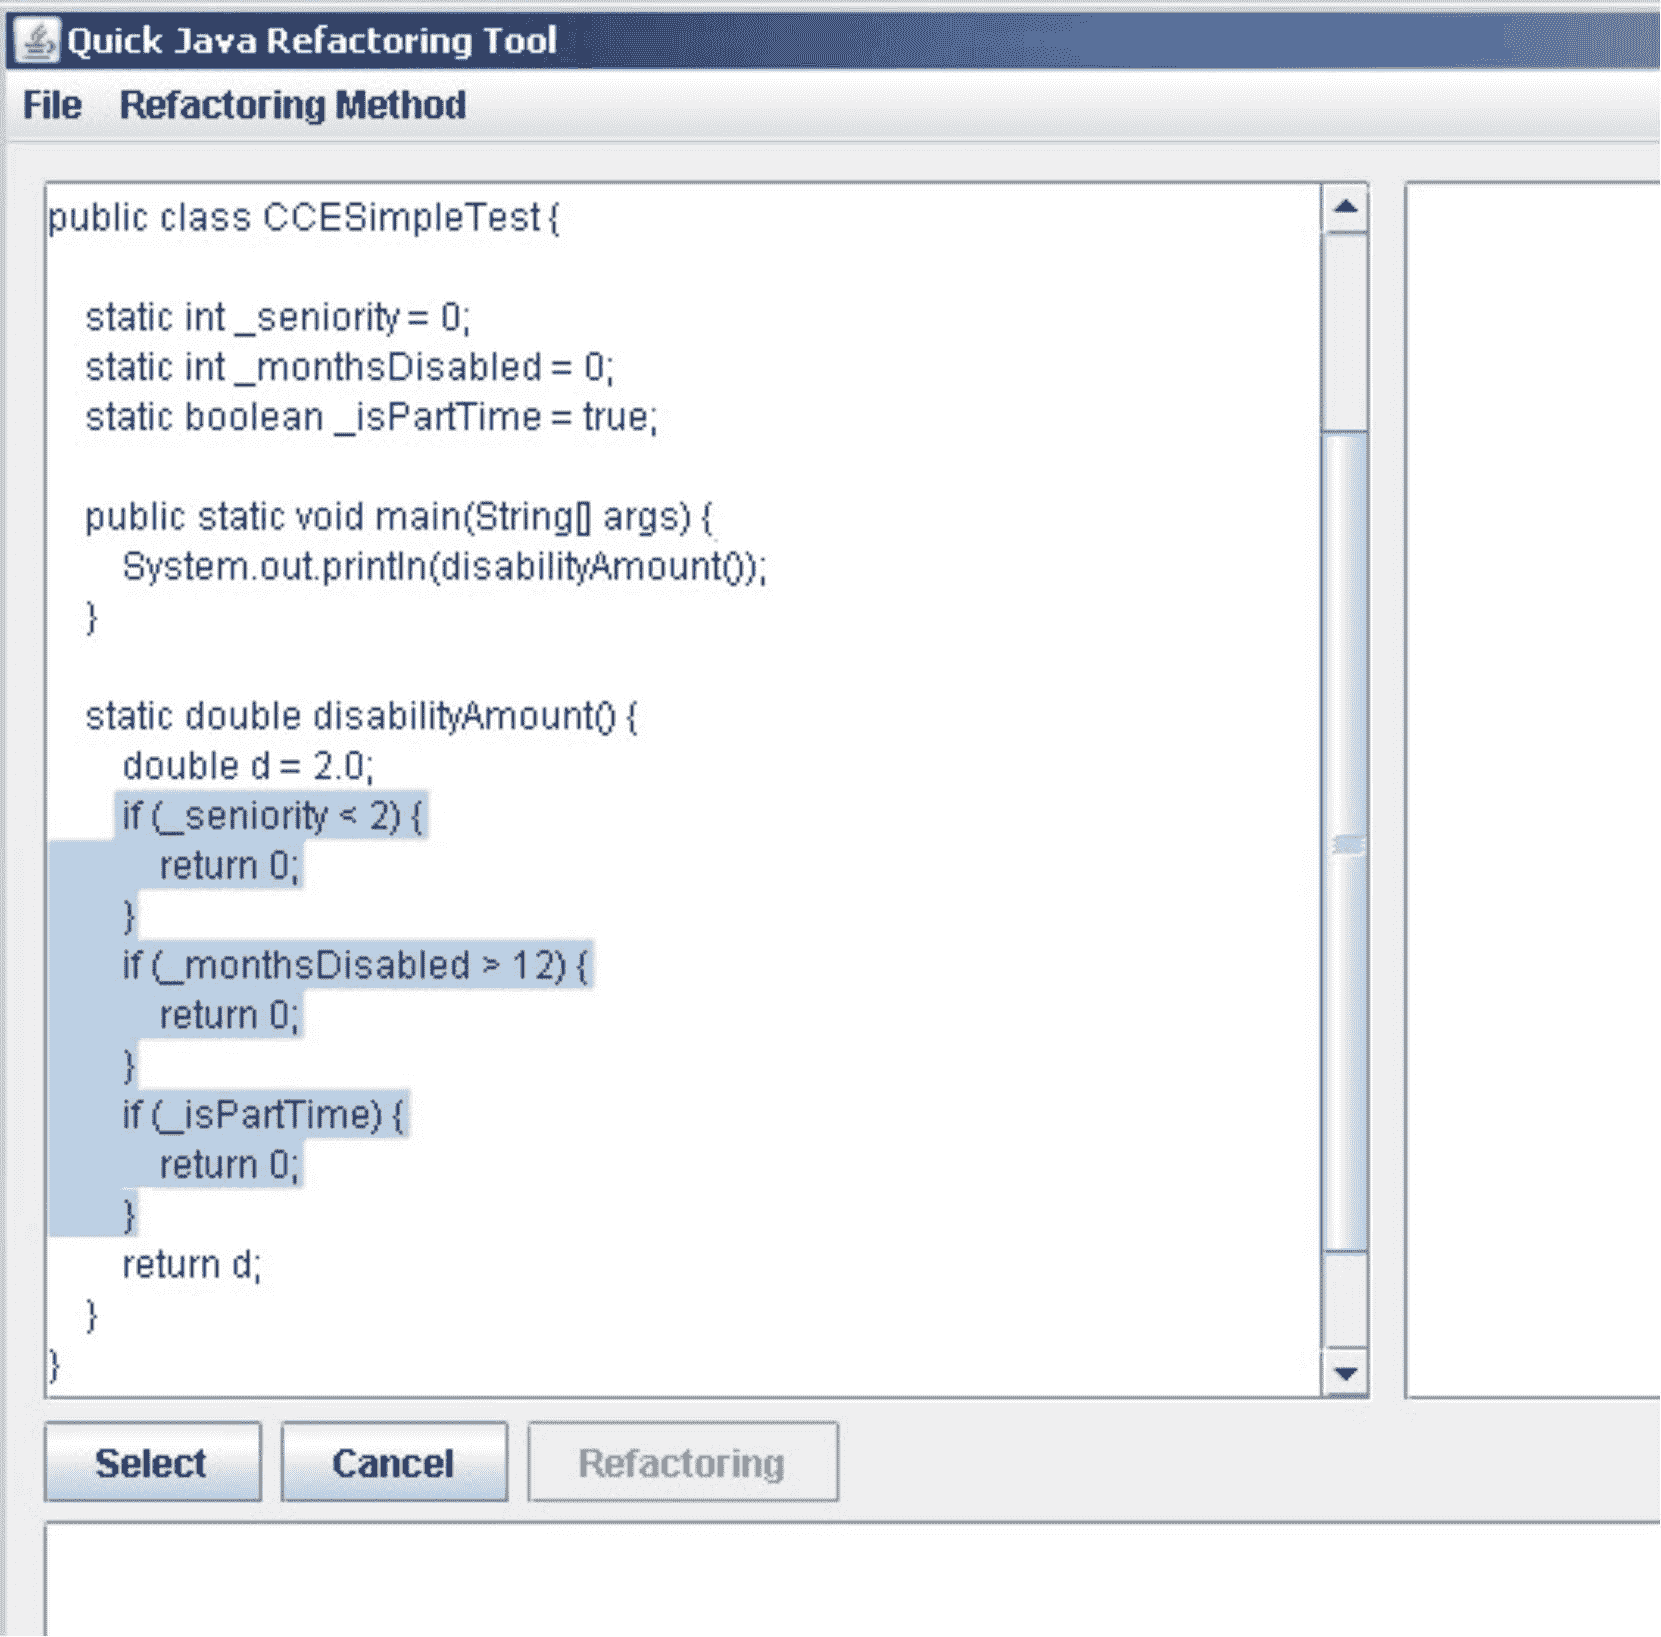 Quick Java Refactoring Tool
File Refactoring Method
public class CCESimpleTest {
static int _seniority = 0;
static int _monthsDisabled = 0;
static boolean _isPartTime = true;
public static void main(String[] args) {
System.out.println(disabilityAmount());
}
static double disabilityAmount() {
double d = 2.0;
if (_seniority < 2) {
return 0;
}
if (_monthsDisabled > 12) {
return 0;
}
if (_isPartTime) {
return 0;
}
return d;
}
}
Select Cancel Refactoring